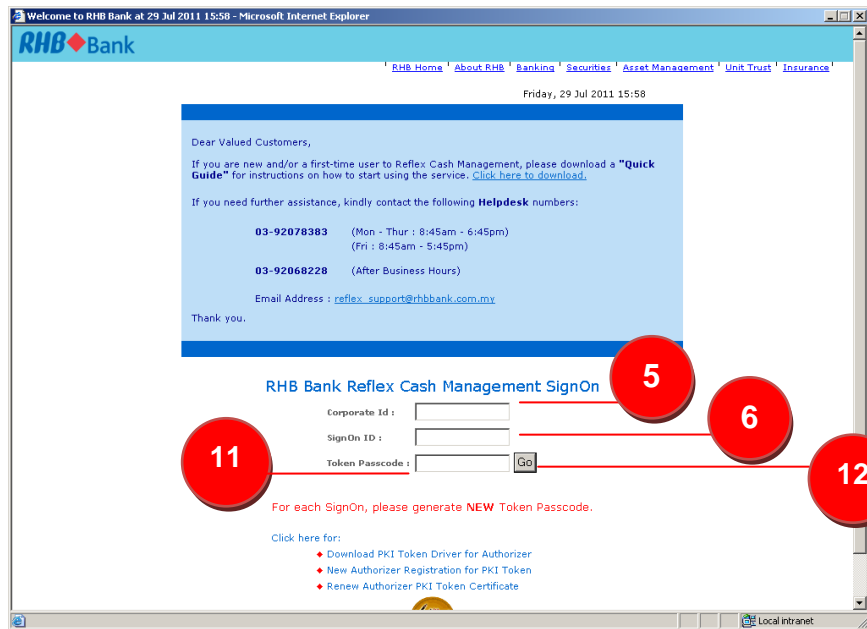 Welcome to RHB Bank at 29 Jul 2011 15:58 - Microsoft Internet Explorer
RHB Bank
RHB Home About RHB Banking Securities Asset Management Unit Trust Insurance
Friday, 29 Jul 2011 15:58
Dear Valued Customers,
If you are new and/or a first-time user to Reflex Cash Management, please download a "Quick
Guide" for instructions on how to start using the service. Click here to download.
If you need further assistance, kindly contact the following Helpdesk numbers:
03-92078383 (Mon - Thur : 8:45am - 6:45pm)
(Fri : 8:45am - 5:45pm)
03-92068228 (After Business Hours)
Email Address : reflex_support@rhbbank.com.my
Thank you.
5
RHB Bank Reflex Cash Management SignOn
Corporate Id :
6
SignOn ID :
11
Token Passcode : Go
12
For each SignOn, please generate NEW Token Passcode.
Click here for:
Download PKI Token Driver for Authorizer
New Authorizer Registration for PKI Token
Renew Authorizer PKI Token Certificate
Local intranet